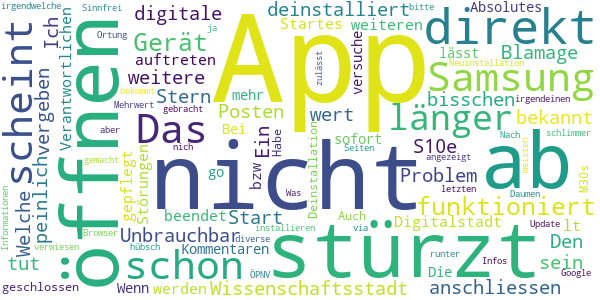 irgendwelche
Sinnfrei
ja
bitte
deinstalliert
Absolutes
Ortung
digitale
Startes
weiteren
direkt
Ich
Gerät
App
lässt
Blamage
auftreten
zulässt
versuche
Neuinstallation
scheint
öffnen
Verantwortlichen
weitere
Samsung
bekommt
mehr
Stern
Posten
wert
bisschen
irgendeinen
Mehrwert
aber
gebracht
Bei
länger
bekannt
vergeben
peinlich
Welche
Das
nicht
ab
Ein
Habe
bzw
sofort
Seiten
S10e
Nach
schlimmer
gepflegt
Störungen
go
Deinstallation
Problem
angezeigt
meisten
gemacht
beendet
Start
nich
letzten
Daumen
M30s
funktioniert
Unbrauchbar
schon
stürzt
Was
Auch
Digitalstadt
Update
lt
Informationen
verwiesen
Browser
Kommentaren
installieren
via
Den
tut
hübsch
diverse
Die
runter
sein
geschlossen
Wenn
werden
ÖPNV
Wissenschaftsstadt
anschliessen
Infos
Google